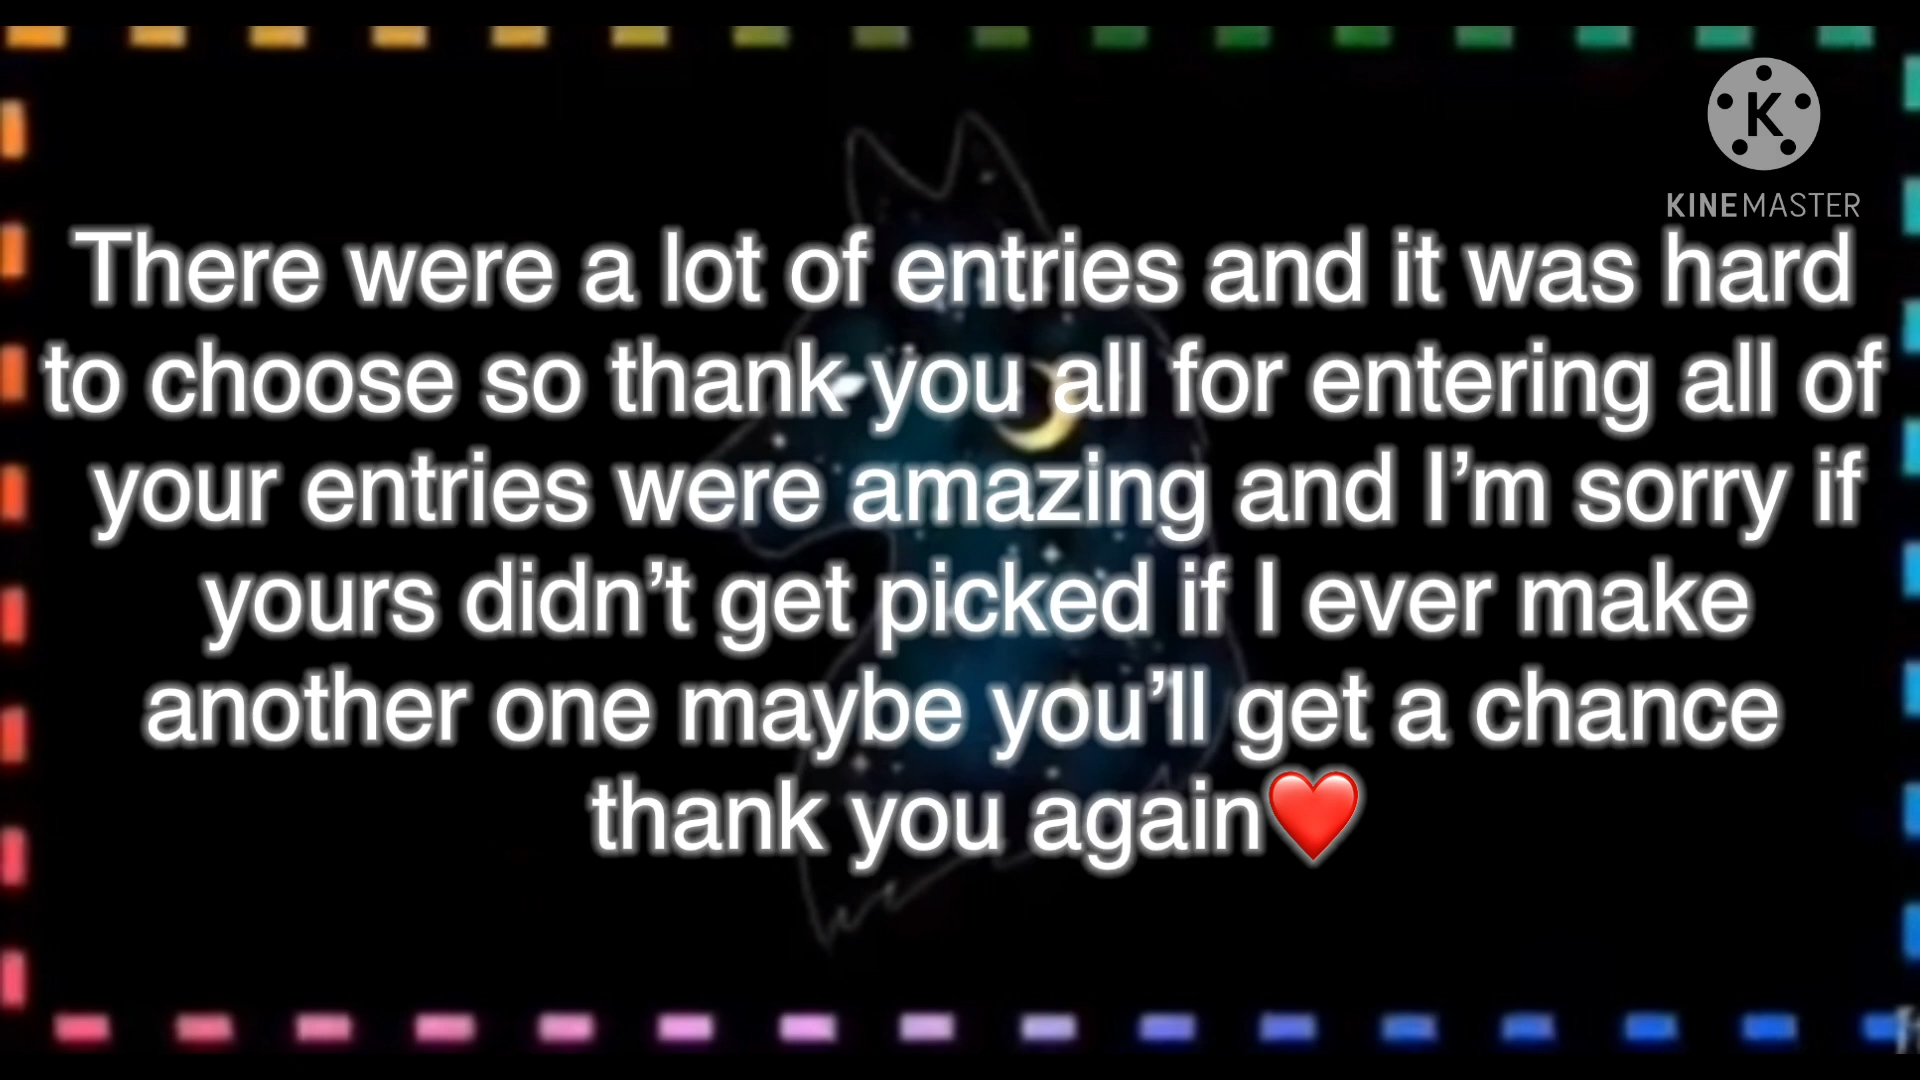 K
KINEMASTER
There were a lot of entries and it was hard
to choose so thank you all for entering all of
your entries were amazing and I’m sorry if
yours didn’t get picked if I ever make
another one maybe you’ll get a chance
thank you again❤️